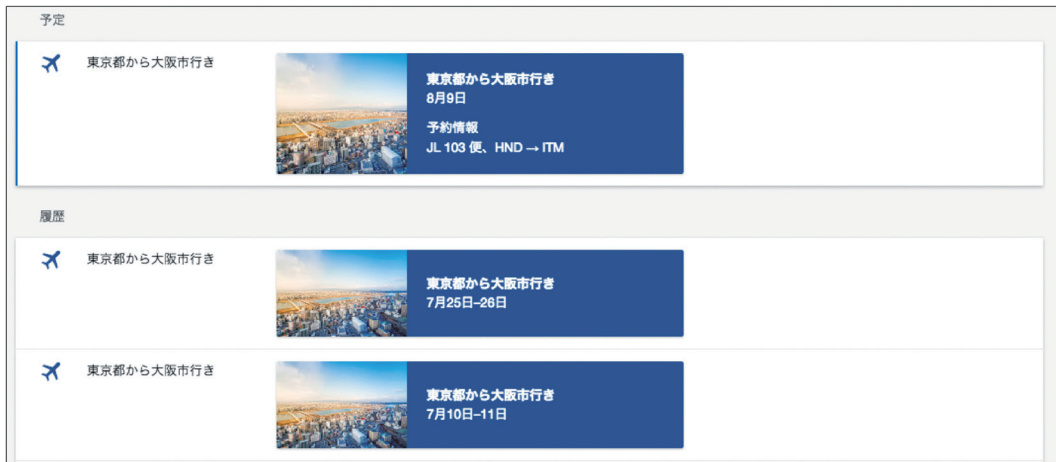 予定
東京都から大阪市行き
東京都から大阪市行き
8月9日
予約情報
JL 103 便、HND → ITM
履歴
東京都から大阪市行き
東京都から大阪市行き
7月25日–26日
東京都から大阪市行き
東京都から大阪市行き
7月10日–11日